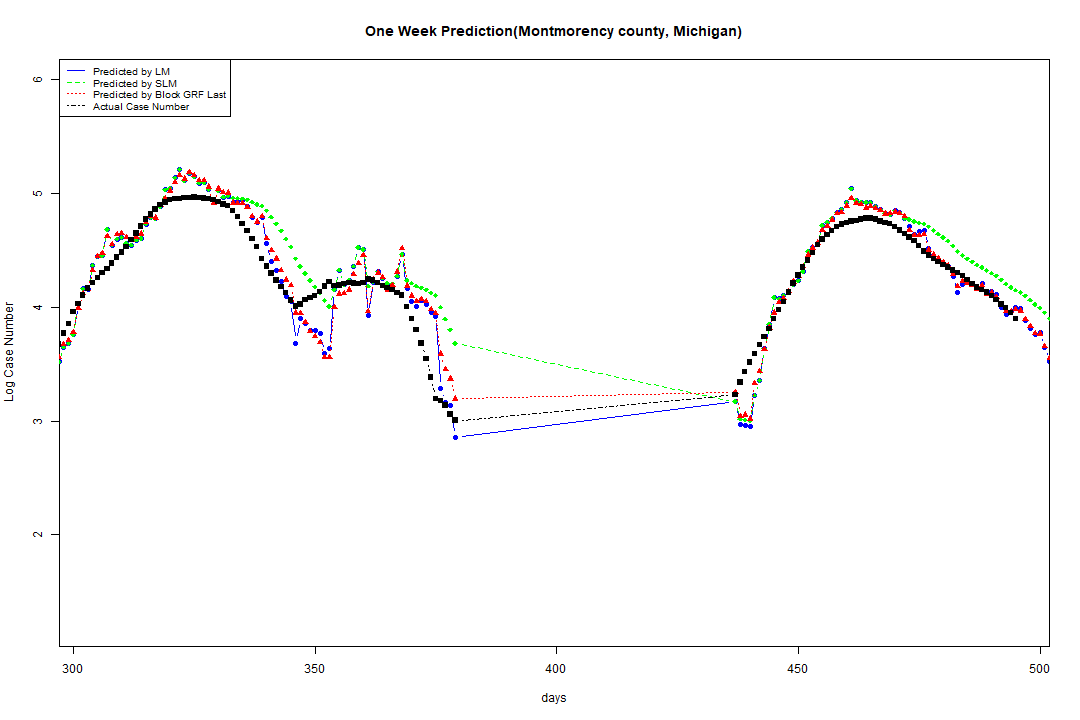 One Week Prediction(Montmorency county, Michigan)
Predicted by LM
Predicted by SLM
Predicted by Block GRF Last
Actual Case Number
Log Case Number
6
5
4
3
2
300 350 400 450 500
days